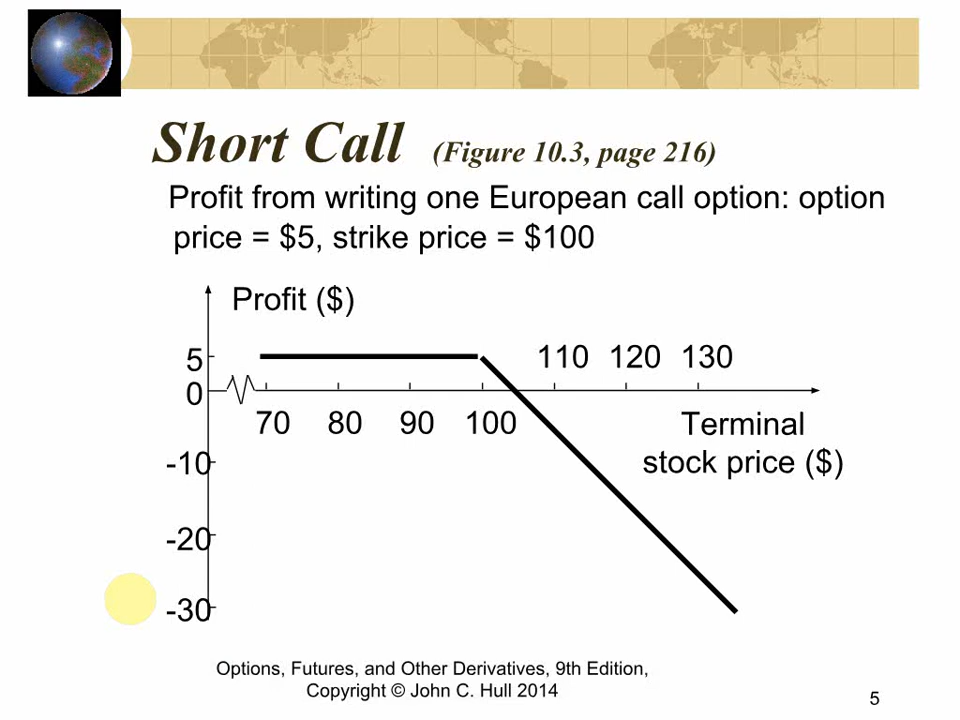 Short Call (Figure 10.3, page 216)
Profit from writing one European call option: option
price = $5, strike price = $100
Profit ($)
5
110 120 130
0
70 80 90 100
Terminal
stock price ($)
-10
-20
-30
Options, Futures, and Other Derivatives, 9th Edition,
Copyright © John C. Hull 2014
5